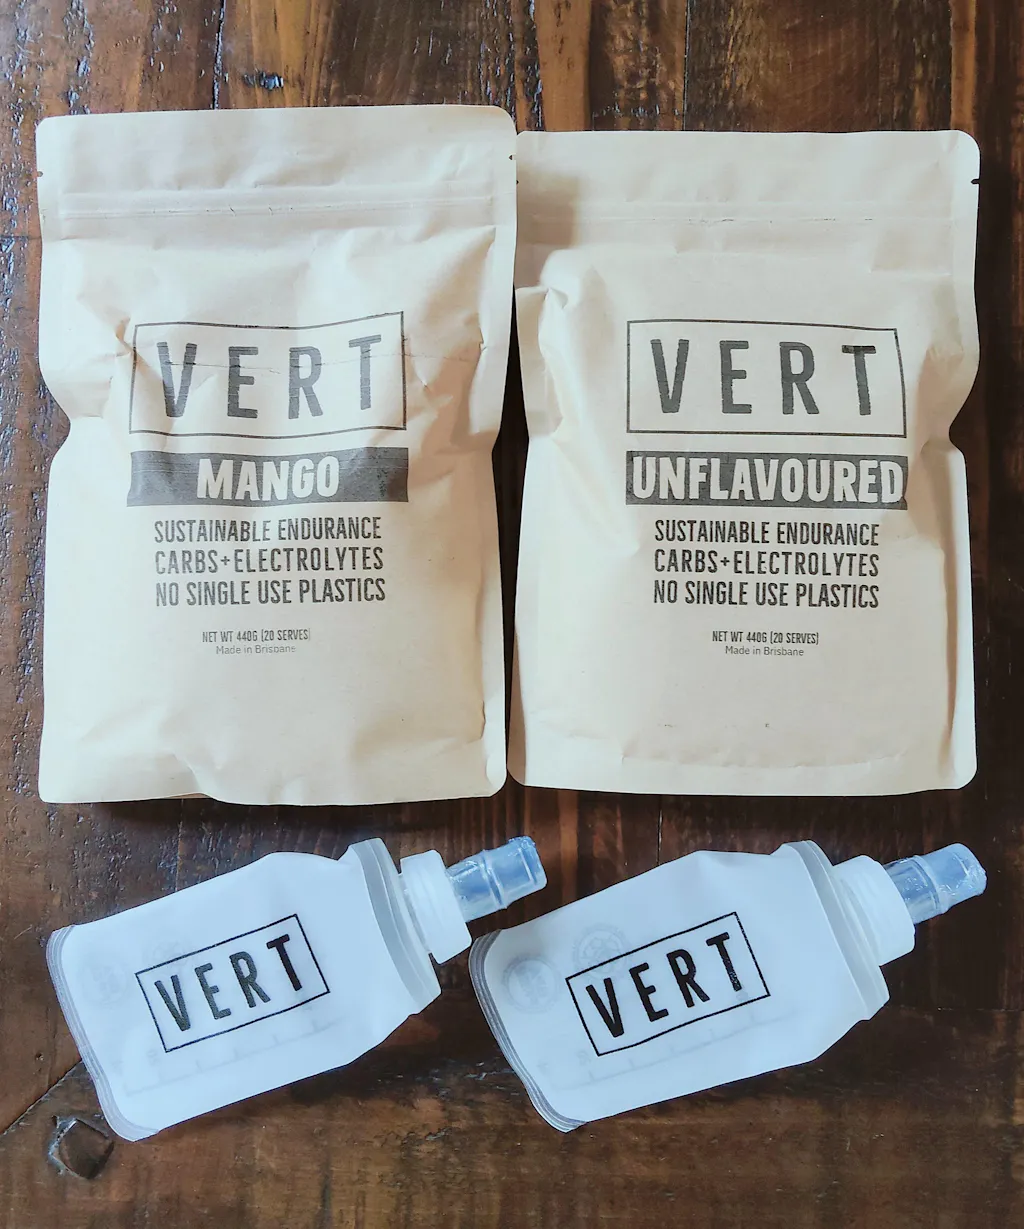 VERT
MANGO
SUSTAINABLE ENDURANCE
CARBS+ELECTROLYTES
NO SINGLE USE PLASTICS
NET WT 440G (20 SERVES)
Made in Brisbane
VERT
UNFLAVOURED
SUSTAINABLE ENDURANCE
CARBS+ELECTROLYTES
NO SINGLE USE PLASTICS
NET WT 440G (20 SERVES)
Made in Brisbane
VERT
VERT